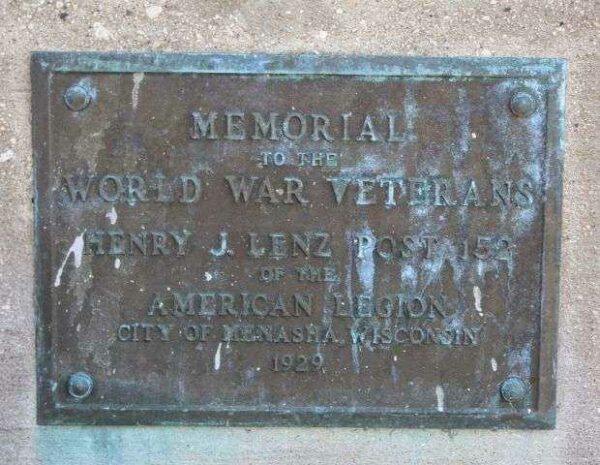 MEMORIAL
TO THE
WORLD WAR VETERANS
HENRY J. LENZ POST 152
OF THE
AMERICAN LEGION
CITY OF MENASHA, WISCONSIN
1929